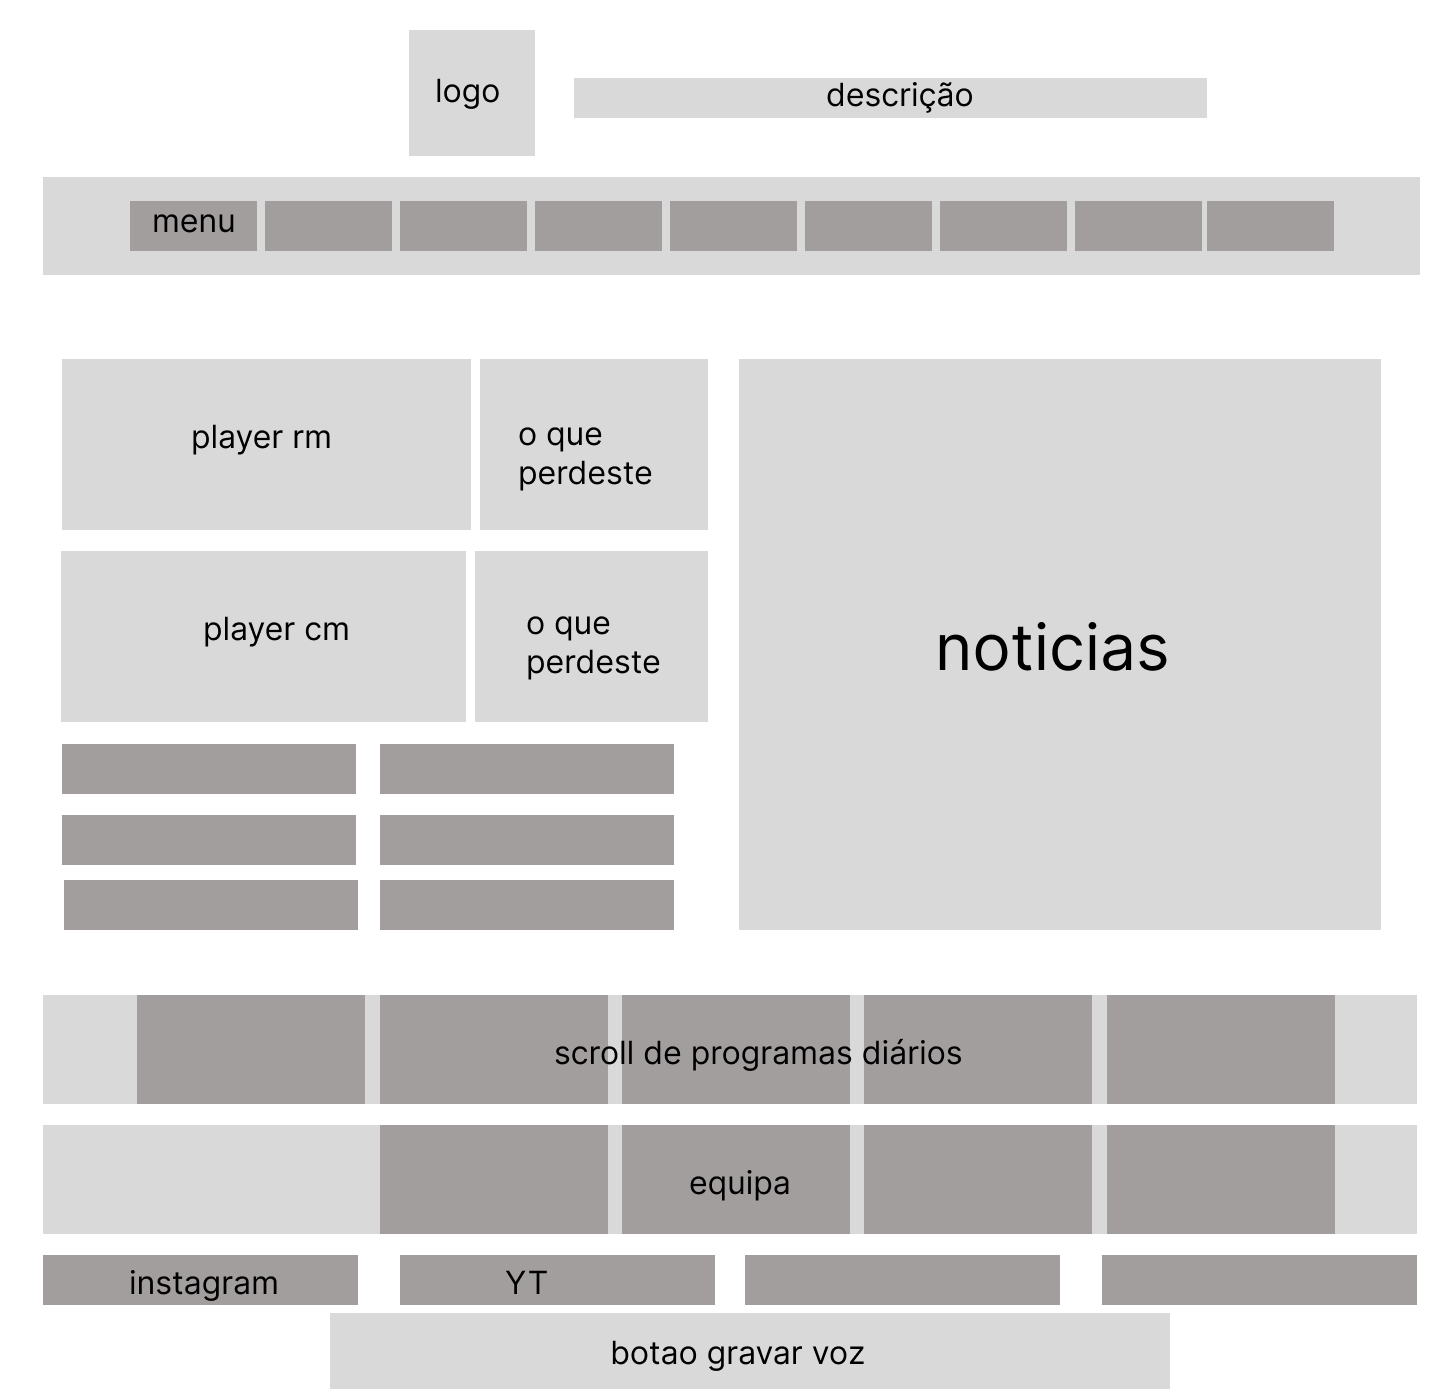 logo
descrição
menu
player rm
o que
perdeste
player cm
o que
perdeste
noticias
scroll de programas diários
equipa
instagram
YT
botao gravar voz